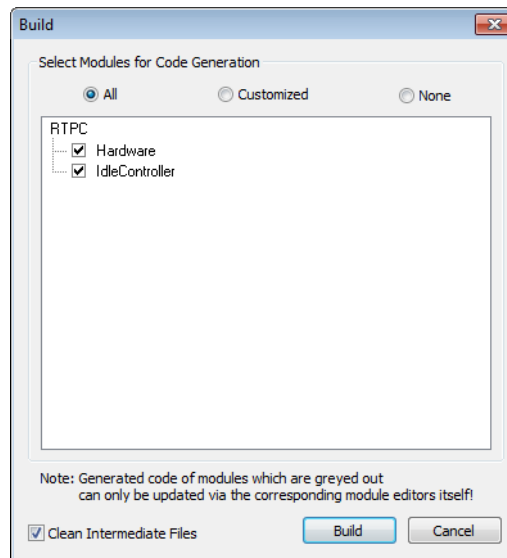 Build
Select Modules for Code Generation
All Customized None
RTPC
Hardware
IdleController
Note: Generated code of modules which are greyed out
can only be updated via the corresponding module editors itself!
Clean Intermediate Files Build Cancel